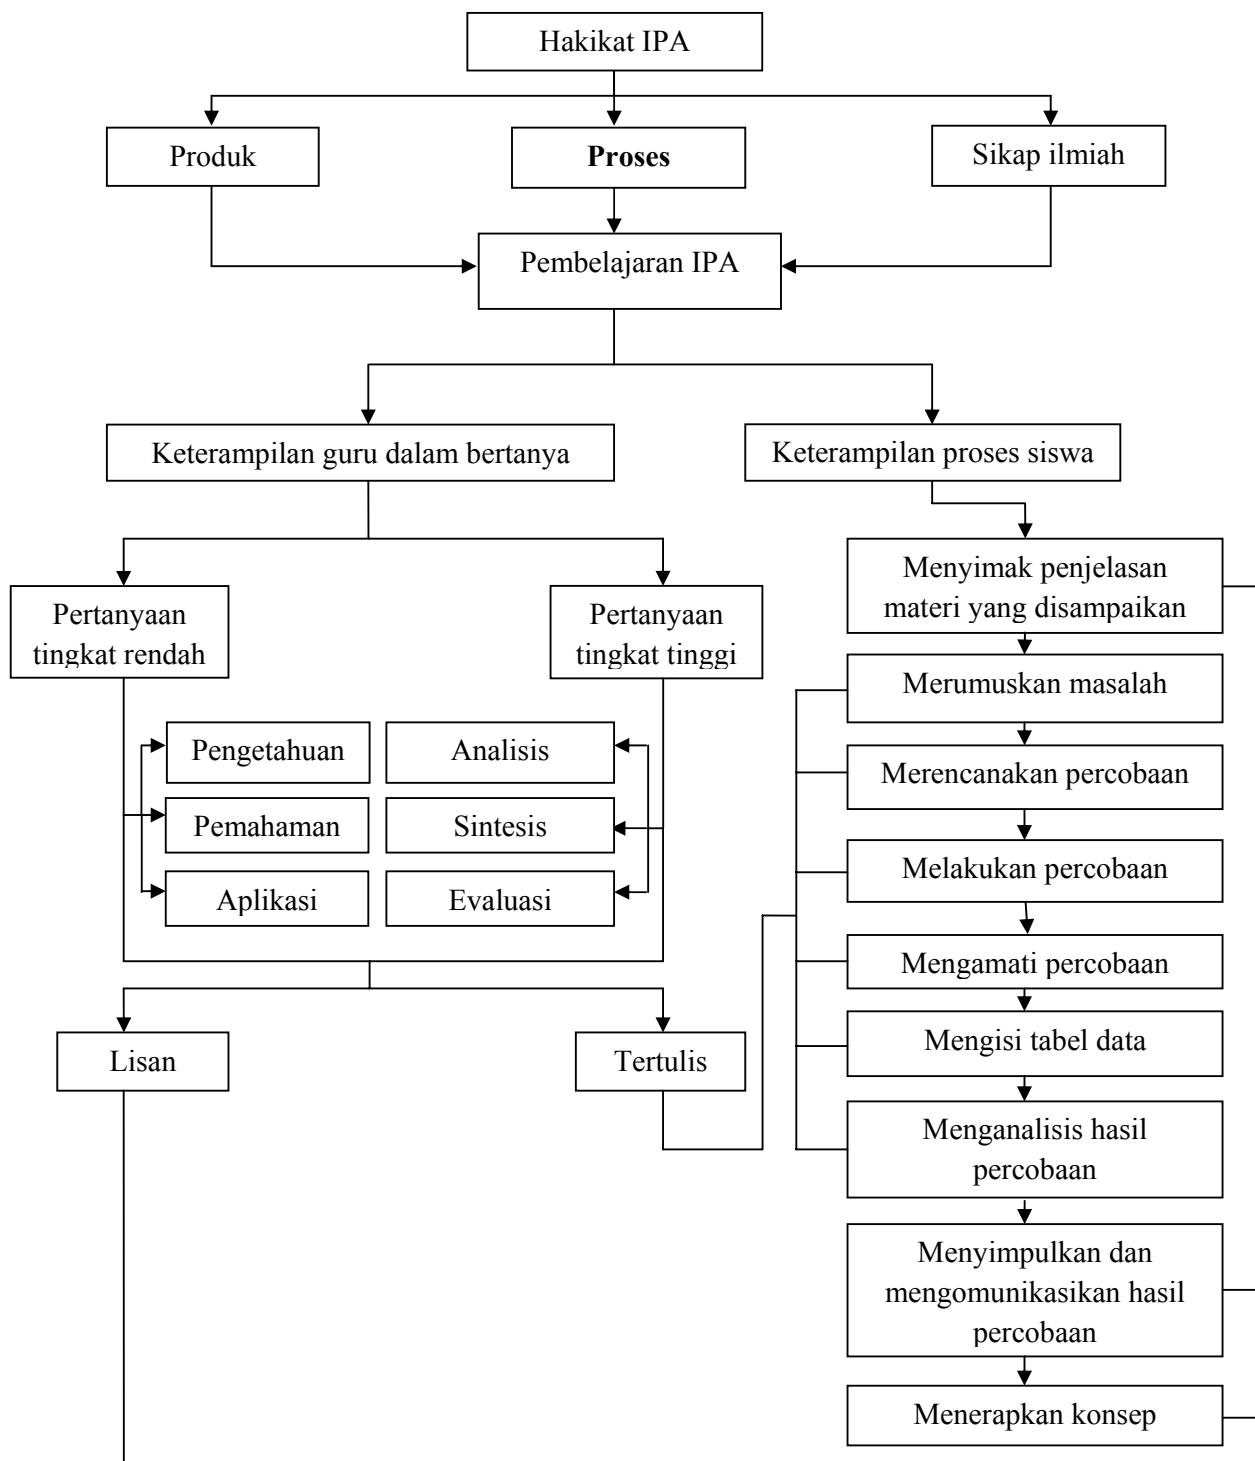 Hakikat IPA
Produk
Proses
Sikap ilmiah
Pembelajaran IPA
Keterampilan guru dalam bertanya
Keterampilan proses siswa
Pertanyaan
tingkat rendah
Pertanyaan
tingkat tinggi
Pengetahuan
Analisis
Pemahaman
Sintesis
Aplikasi
Evaluasi
Lisan
Tertulis
Menyimak penjelasan
materi yang disampaikan
Merumuskan masalah
Merencanakan percobaan
Melakukan percobaan
Mengamati percobaan
Mengisi tabel data
Menganalisis hasil
percobaan
Menyimpulkan dan
mengomunikasikan hasil
percobaan
Menerapkan konsep